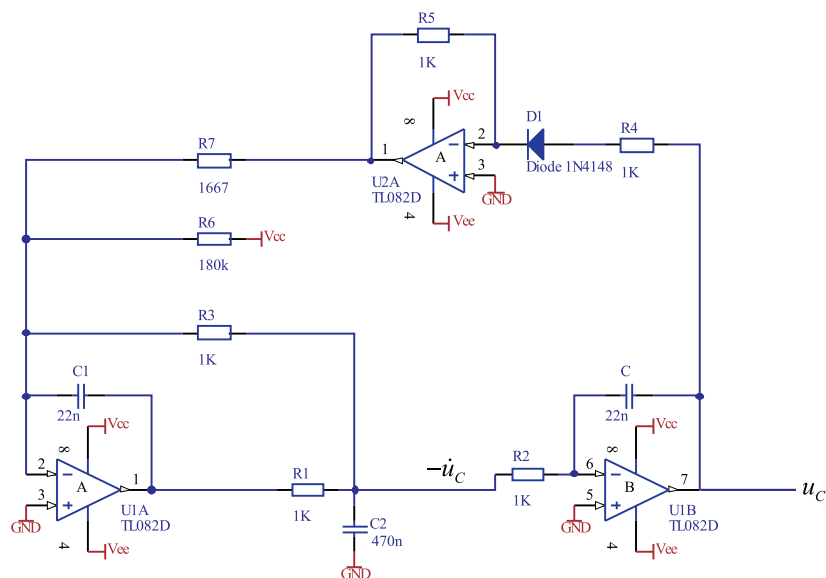 R5
1K
Vcc
8
D1
R4
R7
1
A
2
3
1667
U2A
TL082D
GND
Diode 1N4148
1K
R6
Vcc
4
Vee
180k
R3
1K
C1
22n
C
22n
Vcc
8
2
3
A
1
GND
U1A
TL082D
4
Vee
R1
1K
C2
470n
GND
−u̇_C
R2
1K
Vcc
8
6
5
B
7
GND
U1B
TL082D
4
Vee
u_C